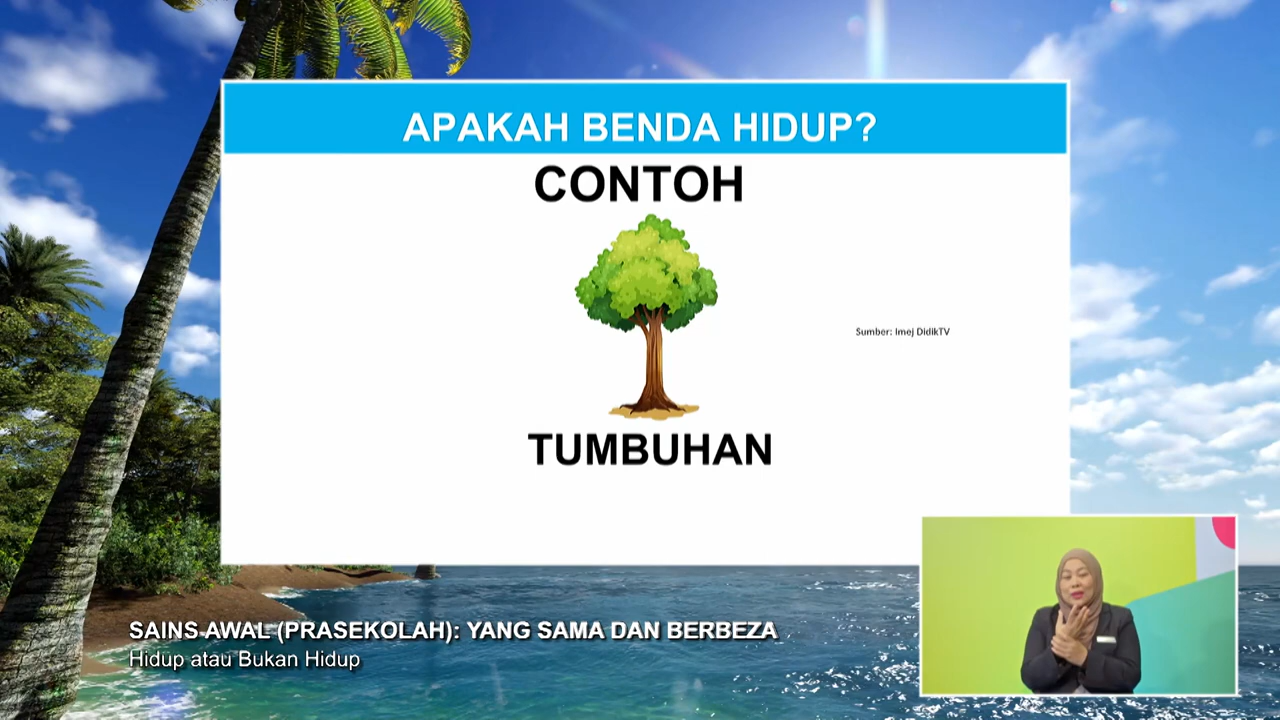 APAKAH BENDA HIDUP?
CONTOH
Sumber: Imej DidikTV
TUMBUHAN
SAINS AWAL (PRASEKOLAH): YANG SAMA DAN BERBEZA
Hidup atau Bukan Hidup